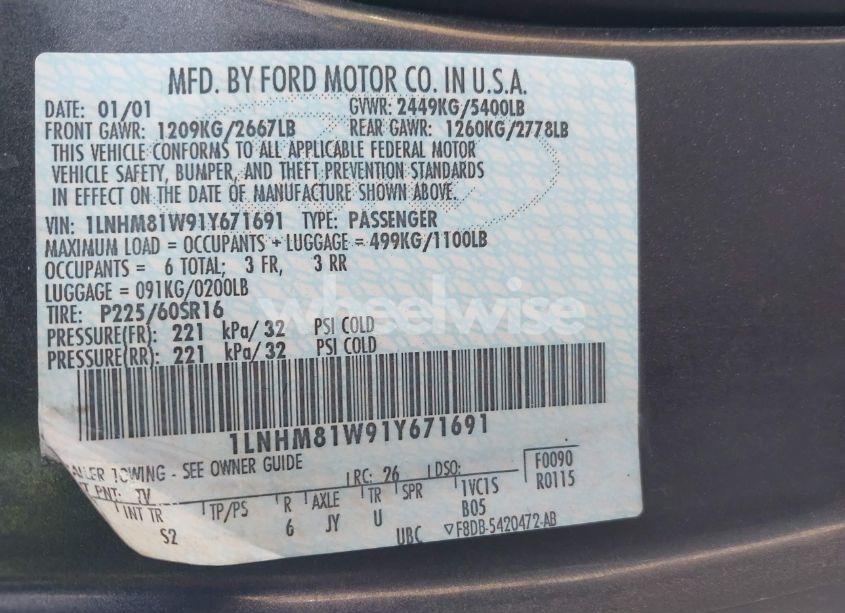 MFD. BY FORD MOTOR CO. IN U.S.A.
DATE: 01/01 GVWR: 2449KG/5400LB
FRONT GAWR: 1209KG/2667LB REAR GAWR: 1260KG/2778LB
THIS VEHICLE CONFORMS TO ALL APPLICABLE FEDERAL MOTOR
VEHICLE SAFETY, BUMPER, AND THEFT PREVENTION STANDARDS
IN EFFECT ON THE DATE OF MANUFACTURE SHOWN ABOVE.
VIN: 1LNHM81W91Y671691 TYPE: PASSENGER
MAXIMUM LOAD = OCCUPANTS + LUGGAGE = 499KG/1100LB
OCCUPANTS = 6 TOTAL; 3 FR, 3 RR
LUGGAGE = 091KG/0200LB
TIRE: P225/60SR16
wheelwise
PRESSURE(FR): 221 kPa/ 32 PSI COLD
PRESSURE(RR): 221 kPa/ 32 PSI COLD
1LNHM81W91Y671691
TOWING - SEE OWNER GUIDE
PNT: JV RC: 76 DSO: F0090
R0115
INT TR TP/PS R AXLE TR SPR 1VC1S
S2 6 JY U B05
UBC ▽F8DB-5420472-AB